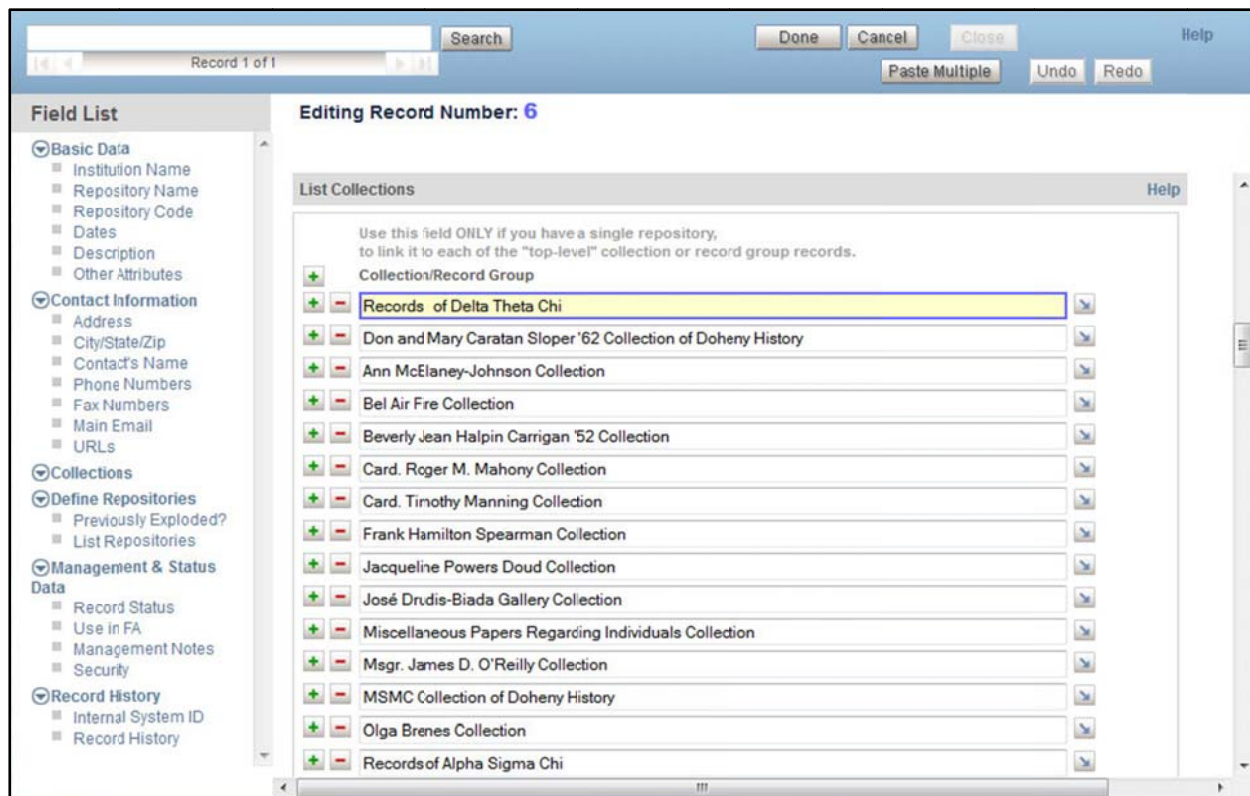 Search
Done
Cancel
Close
Help
Record 1 of 1
Paste Multiple
Undo
Redo
Field List
Basic Data
Institution Name
Repository Name
Repository Code
Dates
Description
Other Attributes
Contact Information
Address
City/State/Zip
Contact's Name
Phone Numbers
Fax Numbers
Main Email
URLs
Collections
Define Repositories
Previously Exploded?
List Repositories
Management & Status
Data
Record Status
Use in FA
Management Notes
Security
Record History
Internal System ID
Record History
Editing Record Number: 6
List Collections
Help
Use this field ONLY if you have a single repository,
to link it to each of the "top-level" collection or record group records.
Collection/Record Group
Records of Delta Theta Chi
Don and Mary Caratan Sloper '62 Collection of Doheny History
Ann McElaney-Johnson Collection
Bel Air Fire Collection
Beverly Jean Halpin Carrigan '52 Collection
Card. Roger M. Mahony Collection
Card. Timothy Manning Collection
Frank Hamilton Spearman Collection
Jacqueline Powers Doud Collection
José Drudis-Biada Gallery Collection
Miscellaneous Papers Regarding Individuals Collection
Msgr. James D. O'Reilly Collection
MSMC Collection of Doheny History
Olga Brenes Collection
Records of Alpha Sigma Chi